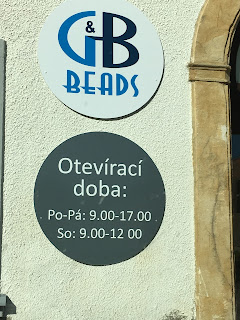 G&B
BEADS
Otevírací
doba:
Po-Pá: 9.00-17.00
So: 9.00-12 00